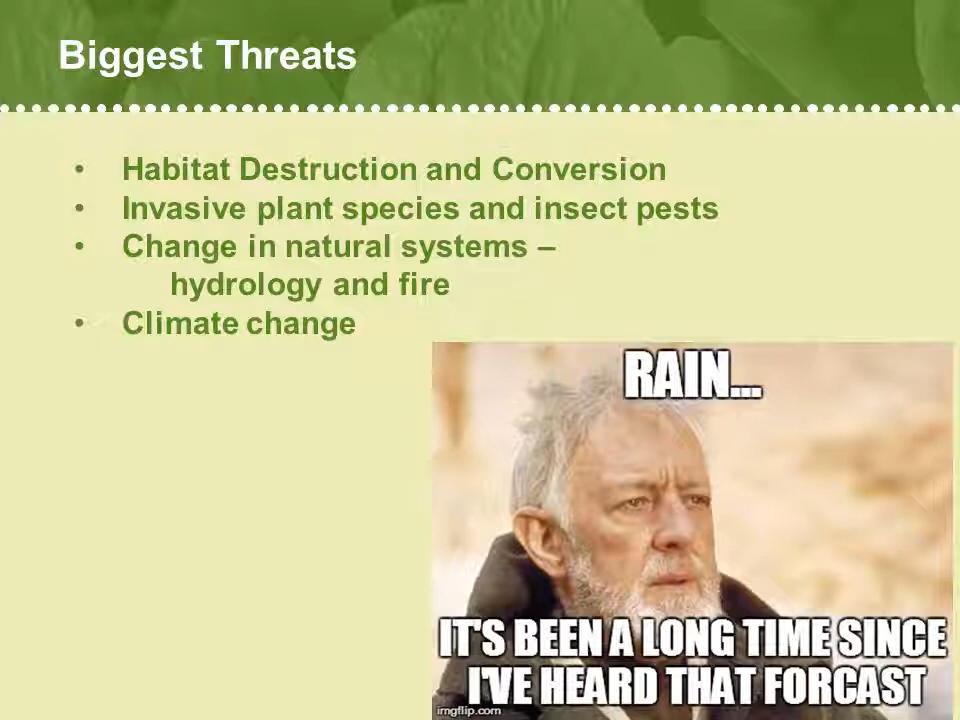 Biggest Threats
• Habitat Destruction and Conversion
• Invasive plant species and insect pests
• Change in natural systems –
hydrology and fire
• Climate change
RAIN...
IT'S BEEN A LONG TIME SINCE
I'VE HEARD THAT FORCAST
imgflip.com